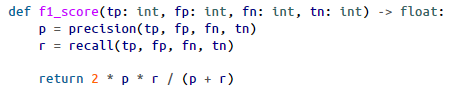 def f1_score(tp: int, fp: int, fn: int, tn: int) -> float:
    p = precision(tp, fp, fn, tn)
    r = recall(tp, fp, fn, tn)

    return 2 * p * r / (p + r)